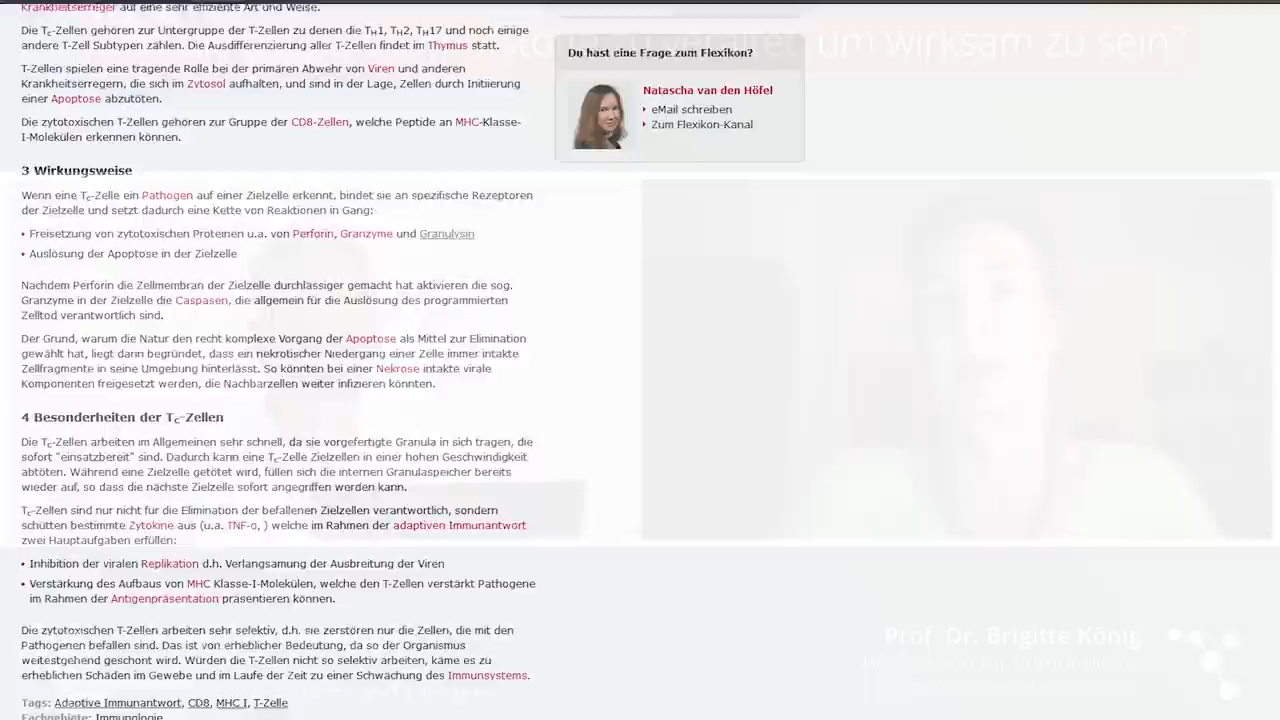 Krankheitserreger auf eine sehr effiziente Art und Weise.
Die Tc-Zellen gehören zur Untergruppe der T-Zellen zu denen die TH1, TH2, TH17 und noch einige
andere T-Zell Subtypen zählen. Die Ausdifferenzierung aller T-Zellen findet im Thymus statt.
T-Zellen spielen eine tragende Rolle bei der primären Abwehr von Viren und anderen
Krankheitserregern, die sich im Zytosol aufhalten, und sind in der Lage, Zellen durch Initiierung
einer Apoptose abzutöten.
Die zytotoxischen T-Zellen gehören zur Gruppe der CD8-Zellen, welche Peptide an MHC-Klasse-
I-Molekülen erkennen können.
3 Wirkungsweise
Wenn eine Tc-Zelle ein Pathogen auf einer Zielzelle erkennt, bindet sie an spezifische Rezeptoren
der Zielzelle und setzt dadurch eine Kette von Reaktionen in Gang:
• Freisetzung von zytotoxischen Proteinen u.a. von Perforin, Granzyme und Granulysin
• Auslösung der Apoptose in der Zielzelle
Nachdem Perforin die Zellmembran der Zielzelle durchlässiger gemacht hat aktivieren die sog.
Granzyme in der Zielzelle die Caspasen, die allgemein für die Auslösung des programmierten
Zelltod verantwortlich sind.
Der Grund, warum die Natur den recht komplexe Vorgang der Apoptose als Mittel zur Elimination
gewählt hat, liegt darin begründet, dass ein nekrotischer Niedergang einer Zelle immer intakte
Zellfragmente in seine Umgebung hinterlässt. So könnten bei einer Nekrose intakte virale
Komponenten freigesetzt werden, die Nachbarzellen weiter infizieren könnten.
4 Besonderheiten der Tc-Zellen
Die Tc-Zellen arbeiten im Allgemeinen sehr schnell, da sie vorgefertigte Granula in sich tragen, die
sofort "einsatzbereit" sind. Dadurch kann eine Tc-Zelle Zielzellen in einer hohen Geschwindigkeit
abtöten. Während eine Zielzelle getötet wird, füllen sich die internen Granulaspeicher bereits
wieder auf, so dass die nächste Zielzelle sofort angegriffen werden kann.
Tc-Zellen sind nur nicht für die Elimination der befallenen Zielzellen verantwortlich, sondern
schütten bestimmte Zytokine aus (u.a. TNF-α, ) welche im Rahmen der adaptiven Immunantwort
zwei Hauptaufgaben erfüllen:
• Inhibition der viralen Replikation d.h. Verlangsamung der Ausbreitung der Viren
• Verstärkung des Aufbaus von MHC Klasse-I-Molekülen, welche den T-Zellen verstärkt Pathogene
im Rahmen der Antigenpräsentation präsentieren können.
Die zytotoxischen T-Zellen arbeiten sehr selektiv, d.h. sie zerstören nur die Zellen, die mit den
Pathogenen befallen sind. Das ist von erheblicher Bedeutung, da so der Organismus
weitestgehend geschont wird. Würden die T-Zellen nicht so selektiv arbeiten, käme es zu
erheblichen Schäden im Gewebe und im Laufe der Zeit zu einer Schwächung des Immunsystems.
Tags: Adaptive Immunantwort, CD8, MHC I, T-Zelle
Fachgebiete: Immunologie
um wirksam zu sein"
Du hast eine Frage zum Flexikon?
Natascha van den Höfel
eMail schreiben
Zum Flexikon-Kanal
Prof. Dr. Brigitte König